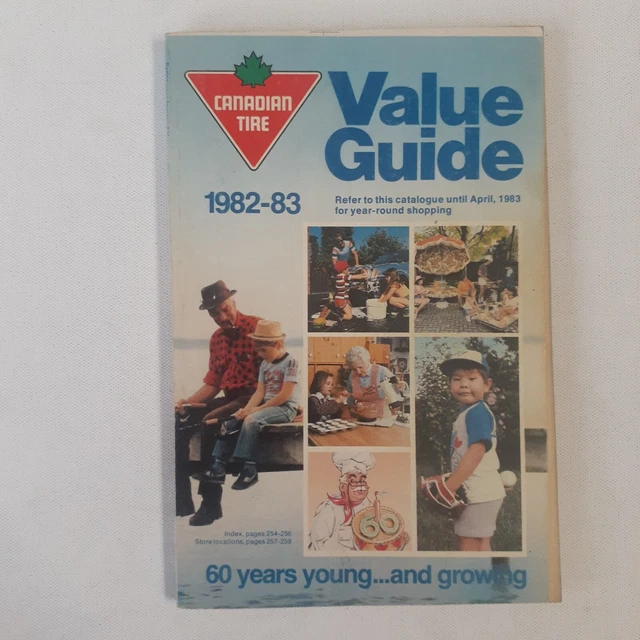 CANADIAN
TIRE
Value
Guide
1982-83
Refer to this catalogue until April, 1983
for year-round shopping
60
Index, pages 254-256
Store locations, pages 257-258
60 years young...and growing